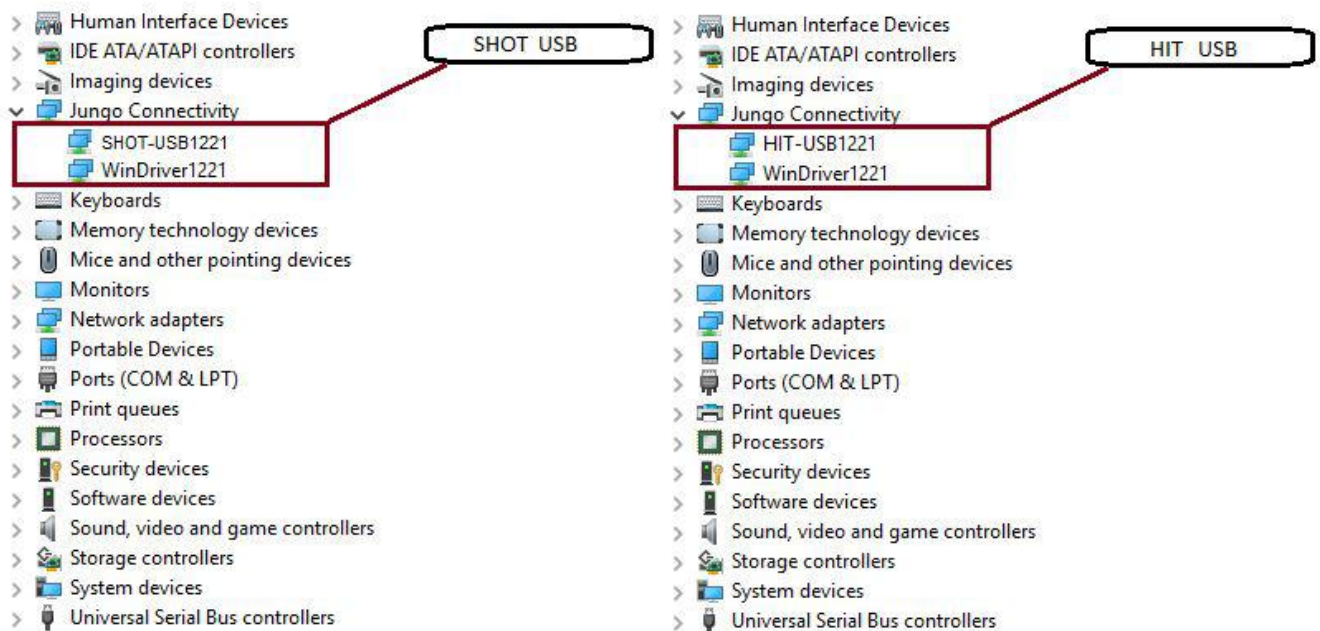 Human Interface Devices
IDE ATA/ATAPI controllers
SHOT USB
Imaging devices
Jungo Connectivity
SHOT-USB1221
WinDriver1221
Keyboards
Memory technology devices
Mice and other pointing devices
Monitors
Network adapters
Portable Devices
Ports (COM & LPT)
Print queues
Processors
Security devices
Software devices
Sound, video and game controllers
Storage controllers
System devices
Universal Serial Bus controllers
Human Interface Devices
IDE ATA/ATAPI controllers
HIT USB
Imaging devices
Jungo Connectivity
HIT-USB1221
WinDriver1221
Keyboards
Memory technology devices
Mice and other pointing devices
Monitors
Network adapters
Portable Devices
Ports (COM & LPT)
Print queues
Processors
Security devices
Software devices
Sound, video and game controllers
Storage controllers
System devices
Universal Serial Bus controllers